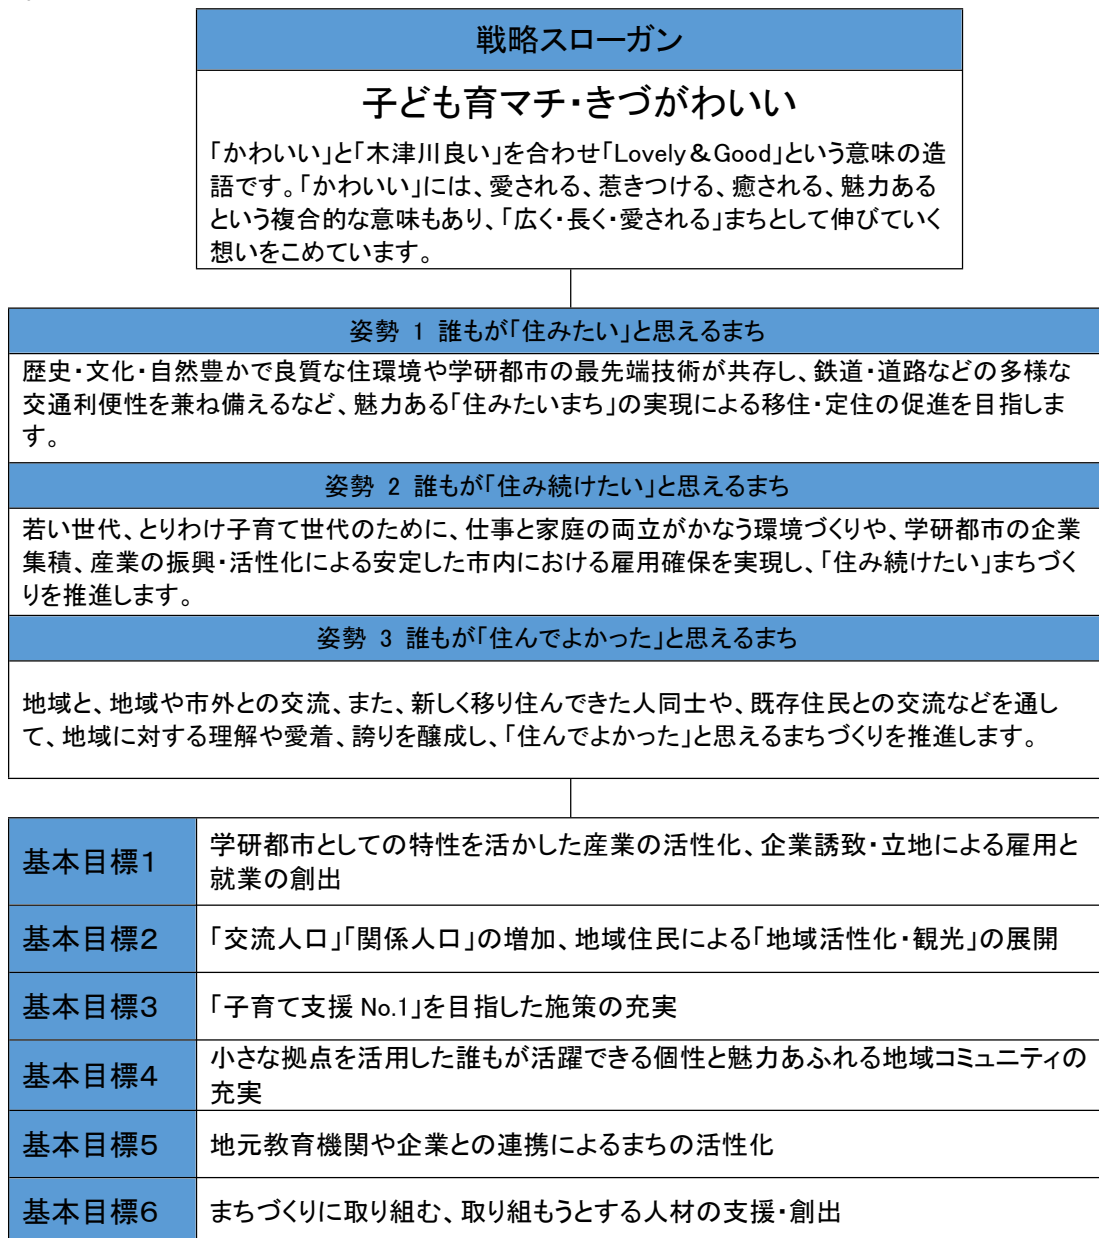 戦略スローガン
子ども育マチ・きづがわいい
「かわいい」と「木津川良い」を合わせ「Lovely&Good」という意味の造
語です。「かわいい」には、愛される、惹きつける、癒される、魅力ある
という複合的な意味もあり、「広く・長く・愛される」まちとして伸びていく
想いをこめています。
姿勢 1 誰もが「住みたい」と思えるまち
歴史・文化・自然豊かで良質な住環境や学研都市の最先端技術が共存し、鉄道・道路などの多様な
交通利便性を兼ね備えるなど、魅力ある「住みたいまち」の実現による移住・定住の促進を目指しま
す。
姿勢 2 誰もが「住み続けたい」と思えるまち
若い世代、とりわけ子育て世代のために、仕事と家庭の両立がかなう環境づくりや、学研都市の企業
集積、産業の振興・活性化による安定した市内における雇用確保を実現し、「住み続けたい」まちづく
りを推進します。
姿勢 3 誰もが「住んでよかった」と思えるまち
地域と、地域や市外との交流、また、新しく移り住んできた人同士や、既存住民との交流などを通し
て、地域に対する理解や愛着、誇りを醸成し、「住んでよかった」と思えるまちづくりを推進します。
基本目標1
学研都市としての特性を活かした産業の活性化、企業誘致・立地による雇用と
就業の創出
基本目標2
「交流人口」「関係人口」の増加、地域住民による「地域活性化・観光」の展開
基本目標3
「子育て支援 No.1」を目指した施策の充実
基本目標4
小さな拠点を活用した誰もが活躍できる個性と魅力あふれる地域コミュニティの
充実
基本目標5
地元教育機関や企業との連携によるまちの活性化
基本目標6
まちづくりに取り組む、取り組もうとする人材の支援・創出